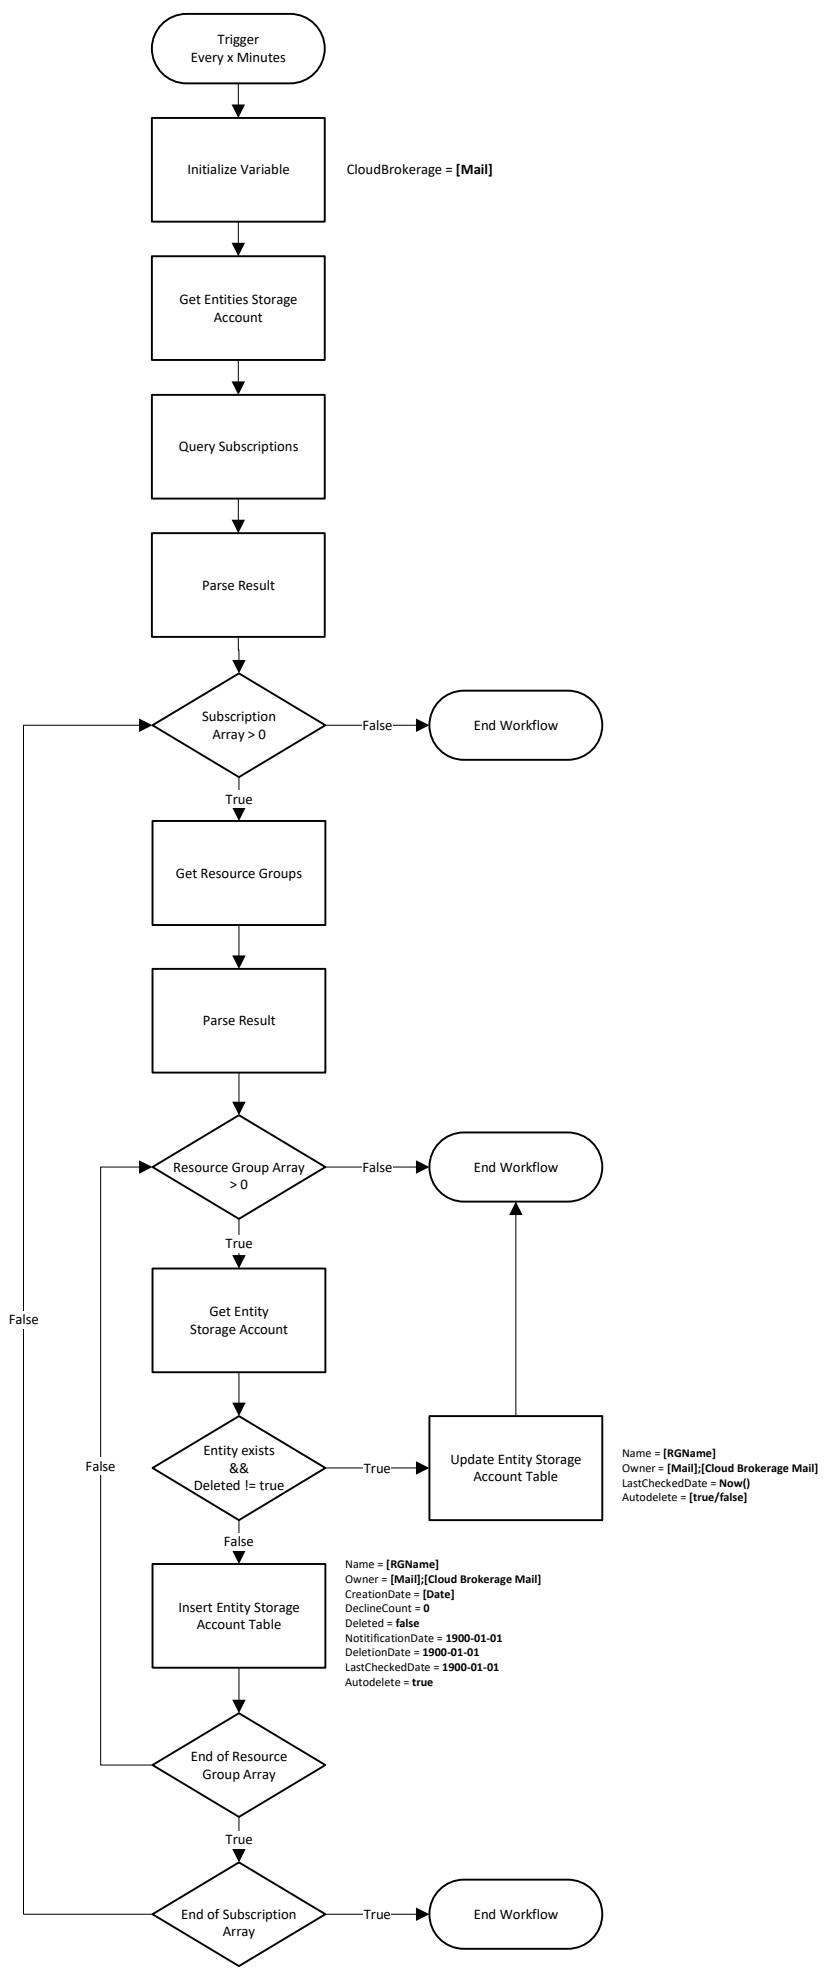 Trigger
Every x Minutes
Initialize Variable
CloudBrokerage = [Mail]
Get Entities Storage
Account
Query Subscriptions
Parse Result
Subscription
Array > 0
False
End Workflow
True
Get Resource Groups
Parse Result
Resource Group Array
> 0
False
End Workflow
True
Get Entity
Storage Account
False
Entity exists
&&
Deleted != true
True
Update Entity Storage
Account Table
Name = [RGName]
Owner = [Mail];[Cloud Brokerage Mail]
LastCheckedDate = Now()
Autodelete = [true/false]
False
False
Insert Entity Storage
Account Table
Name = [RGName]
Owner = [Mail];[Cloud Brokerage Mail]
CreationDate = [Date]
DeclineCount = 0
Deleted = false
NotitificationDate = 1900-01-01
DeletionDate = 1900-01-01
LastCheckedDate = 1900-01-01
Autodelete = true
End of Resource
Group Array
True
End of Subscription
Array
True
End Workflow